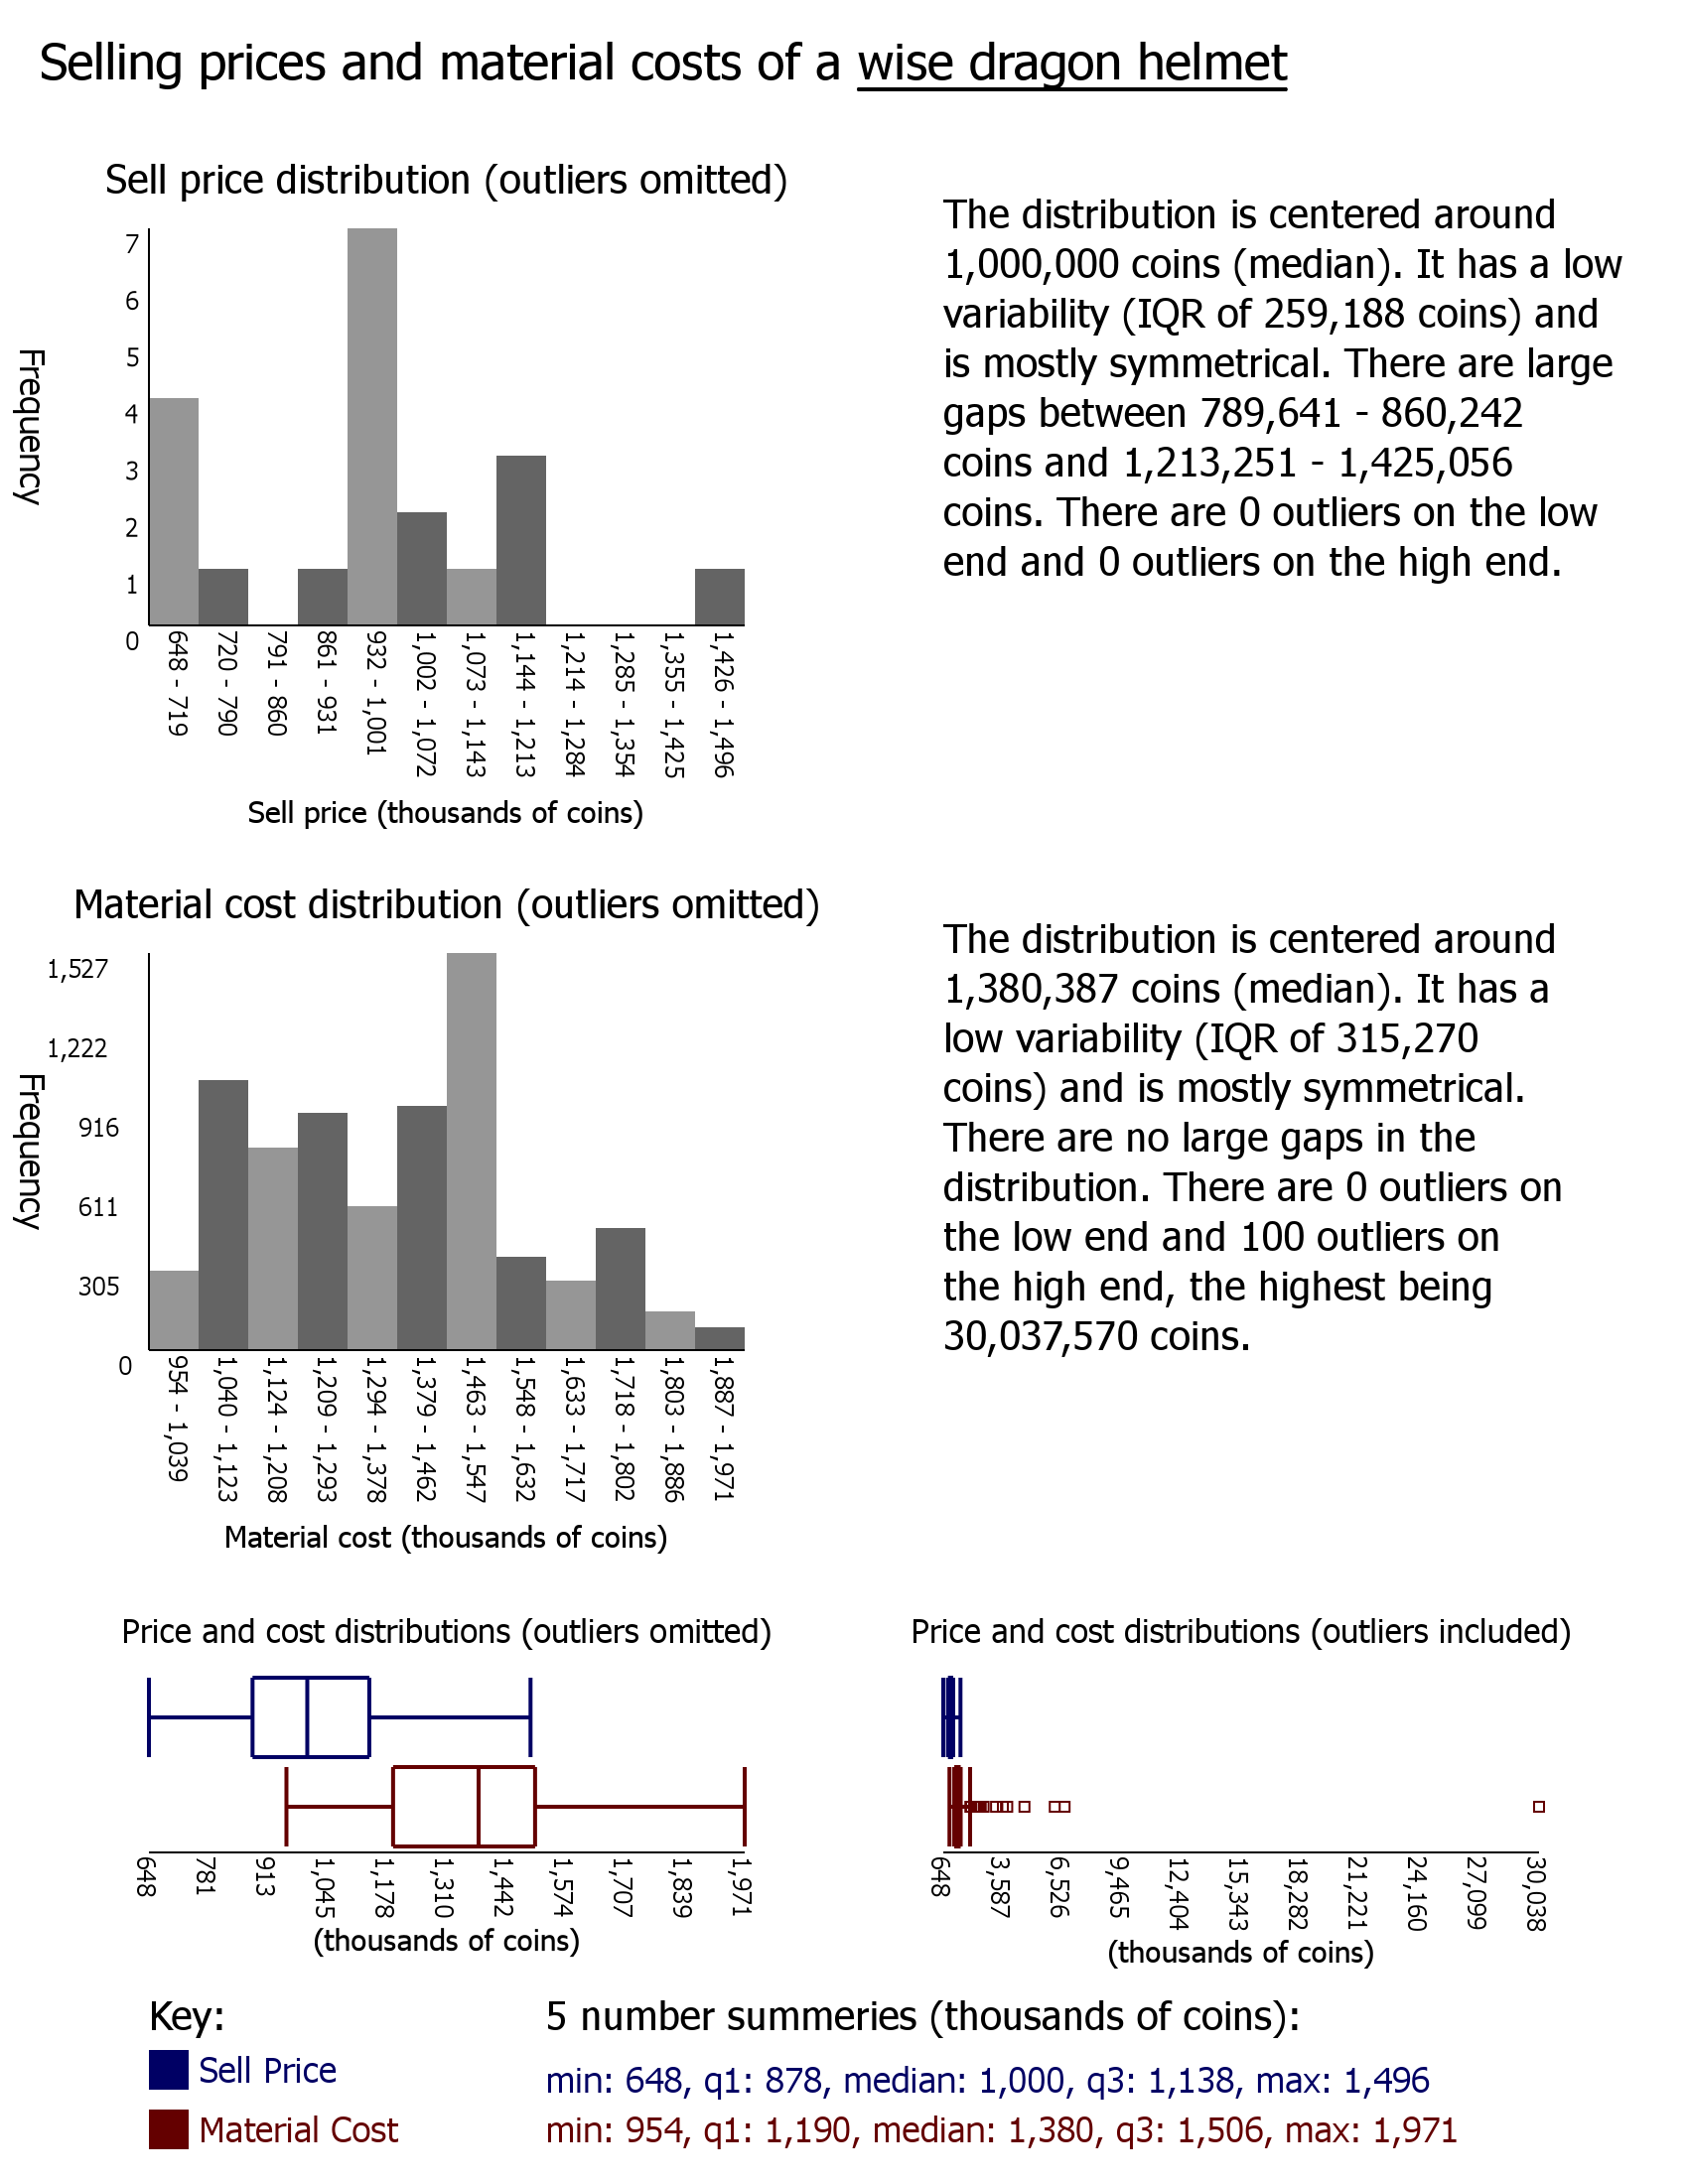 Selling prices and material costs of a wise dragon helmet
Sell price distribution (outliers omitted)
7
6
5
4
3
2
1
0
Frequency
648 - 719
720 - 790
791 - 860
861 - 931
932 - 1,001
1,002 - 1,072
1,073 - 1,143
1,144 - 1,213
1,214 - 1,284
1,285 - 1,354
1,355 - 1,425
1,426 - 1,496
Sell price (thousands of coins)
The distribution is centered around
1,000,000 coins (median). It has a low
variability (IQR of 259,188 coins) and
is mostly symmetrical. There are large
gaps between 789,641 - 860,242
coins and 1,213,251 - 1,425,056
coins. There are 0 outliers on the low
end and 0 outliers on the high end.
Material cost distribution (outliers omitted)
1,527
1,222
916
611
305
0
Frequency
954 - 1,039
1,040 - 1,123
1,124 - 1,208
1,209 - 1,293
1,294 - 1,378
1,379 - 1,462
1,463 - 1,547
1,548 - 1,632
1,633 - 1,717
1,718 - 1,802
1,803 - 1,886
1,887 - 1,971
Material cost (thousands of coins)
The distribution is centered around
1,380,387 coins (median). It has a
low variability (IQR of 315,270
coins) and is mostly symmetrical.
There are no large gaps in the
distribution. There are 0 outliers on
the low end and 100 outliers on
the high end, the highest being
30,037,570 coins.
Price and cost distributions (outliers omitted)
648
781
913
1,045
1,178
1,310
1,442
1,574
1,707
1,839
1,971
(thousands of coins)
Price and cost distributions (outliers included)
648
3,587
6,526
9,465
12,404
15,343
18,282
21,221
24,160
27,099
30,038
(thousands of coins)
Key:
Sell Price
Material Cost
5 number summeries (thousands of coins):
min: 648, q1: 878, median: 1,000, q3: 1,138, max: 1,496
min: 954, q1: 1,190, median: 1,380, q3: 1,506, max: 1,971